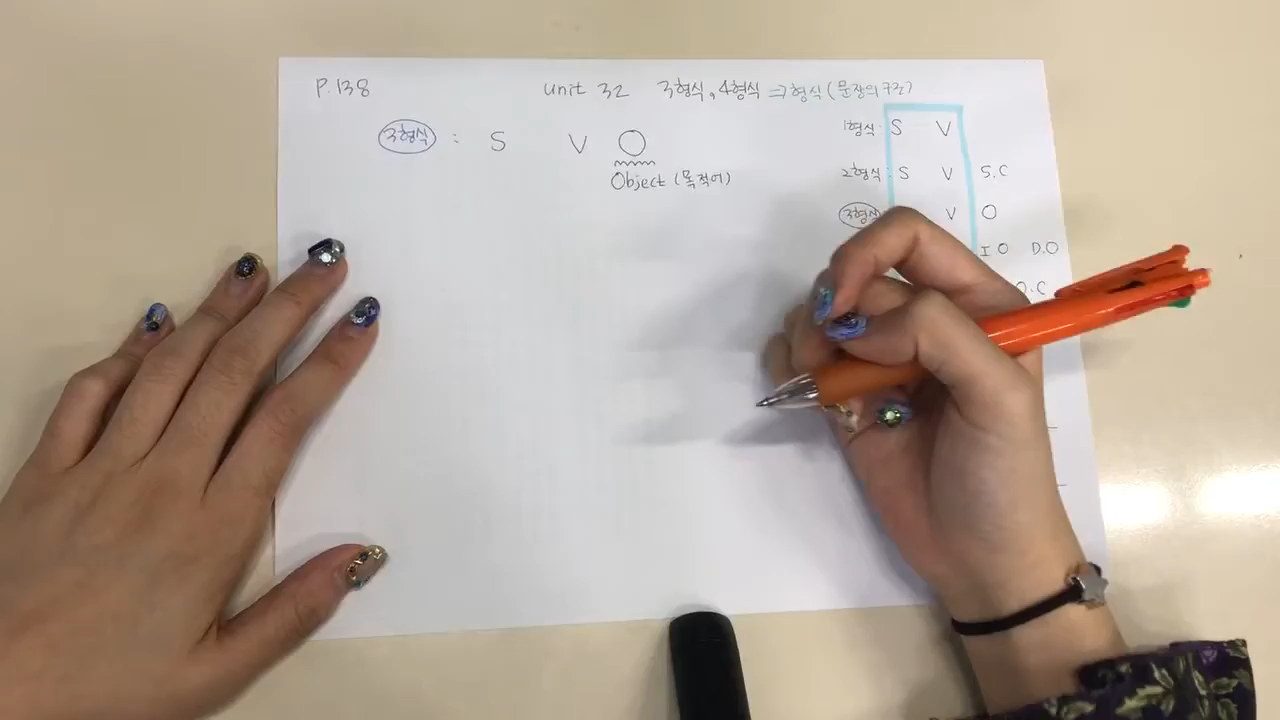 P.138 unit 32 3형식, 4형식 ⇒ 형식 (문장의 구조)
3형식 : S V O
Object (목적어)
1형식 S V
2형식 : S V S.C
3형식 V O
I.O D.O
O.C